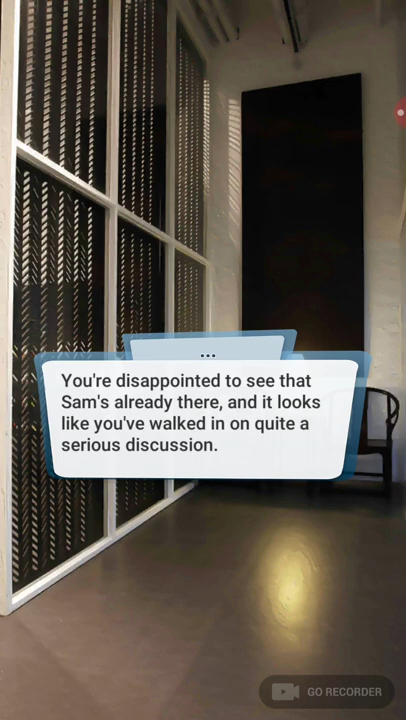 ...
You're disappointed to see that
Sam's already there, and it looks
like you've walked in on quite a
serious discussion.
GO RECORDER